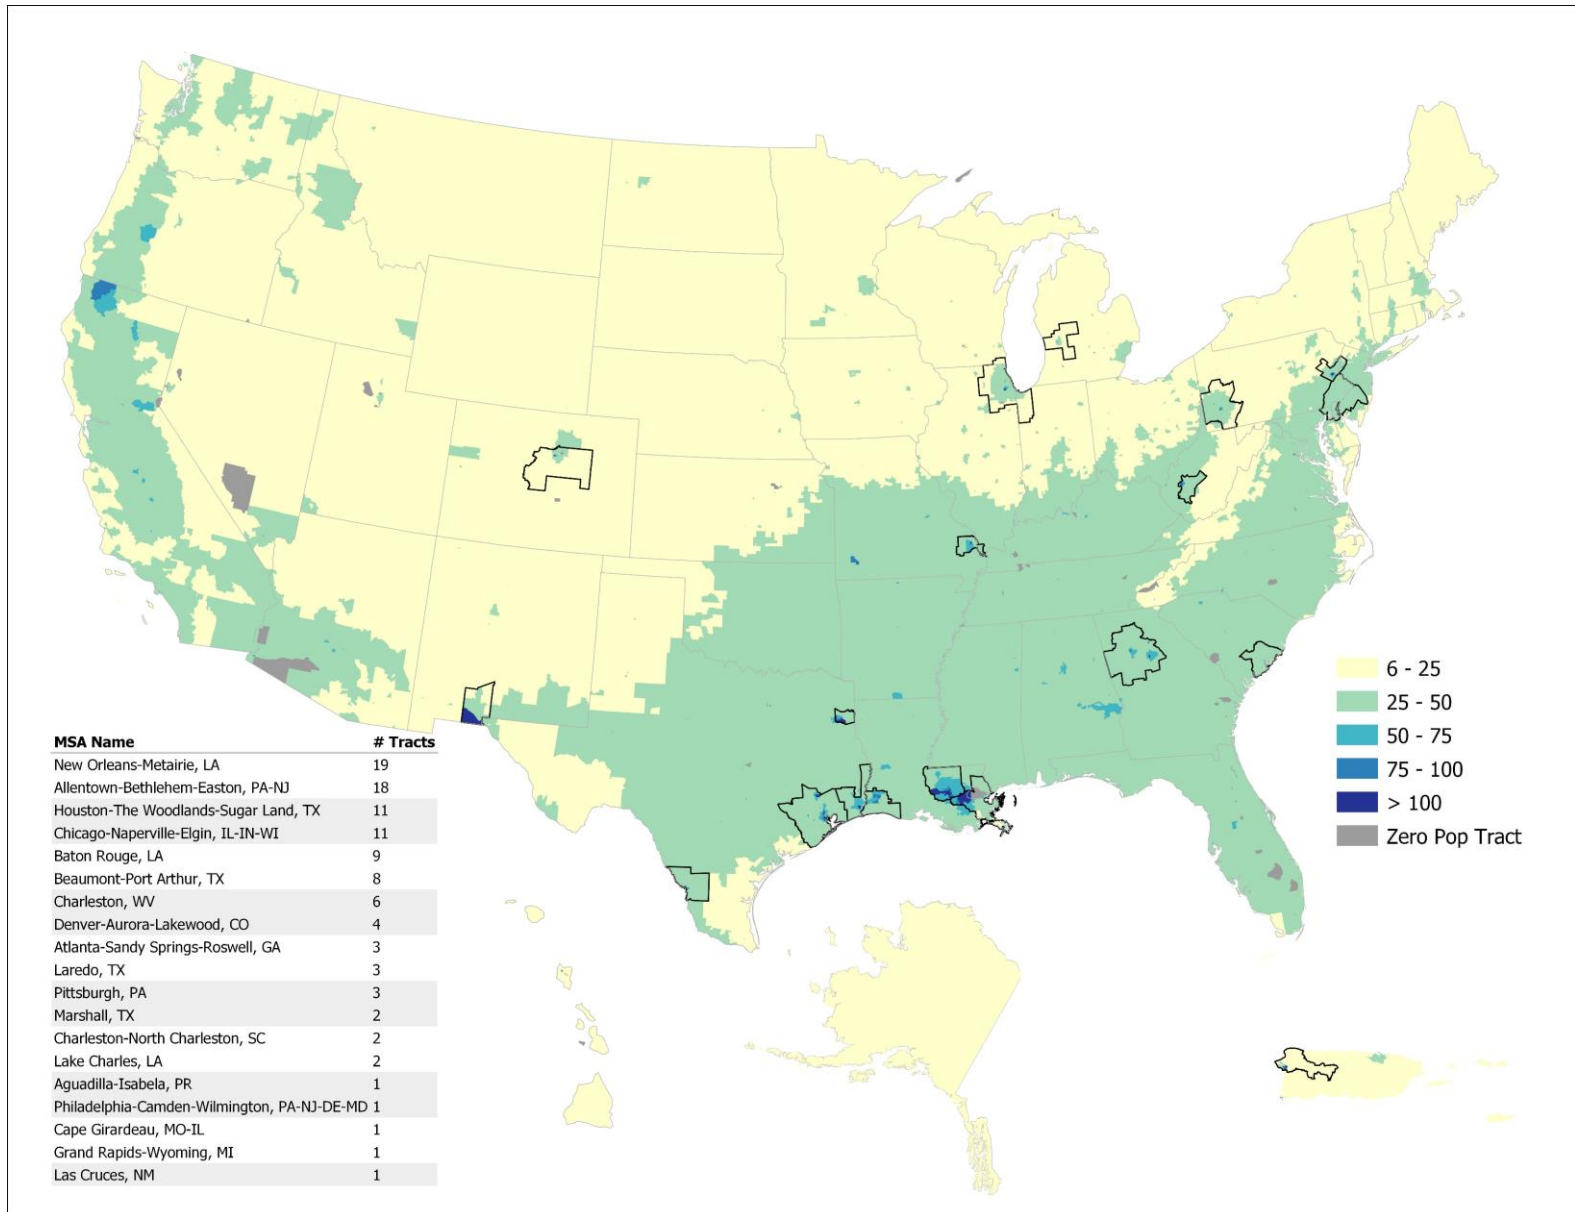 6 - 25
25 - 50
50 - 75
75 - 100
> 100
Zero Pop Tract
MSA Name # Tracts
New Orleans-Metairie, LA 19
Allentown-Bethlehem-Easton, PA-NJ 18
Houston-The Woodlands-Sugar Land, TX 11
Chicago-Naperville-Elgin, IL-IN-WI 11
Baton Rouge, LA 9
Beaumont-Port Arthur, TX 8
Charleston, WV 6
Denver-Aurora-Lakewood, CO 4
Atlanta-Sandy Springs-Roswell, GA 3
Laredo, TX 3
Pittsburgh, PA 3
Marshall, TX 2
Charleston-North Charleston, SC 2
Lake Charles, LA 2
Aguadilla-Isabela, PR 1
Philadelphia-Camden-Wilmington, PA-NJ-DE-MD 1
Cape Girardeau, MO-IL 1
Grand Rapids-Wyoming, MI 1
Las Cruces, NM 1